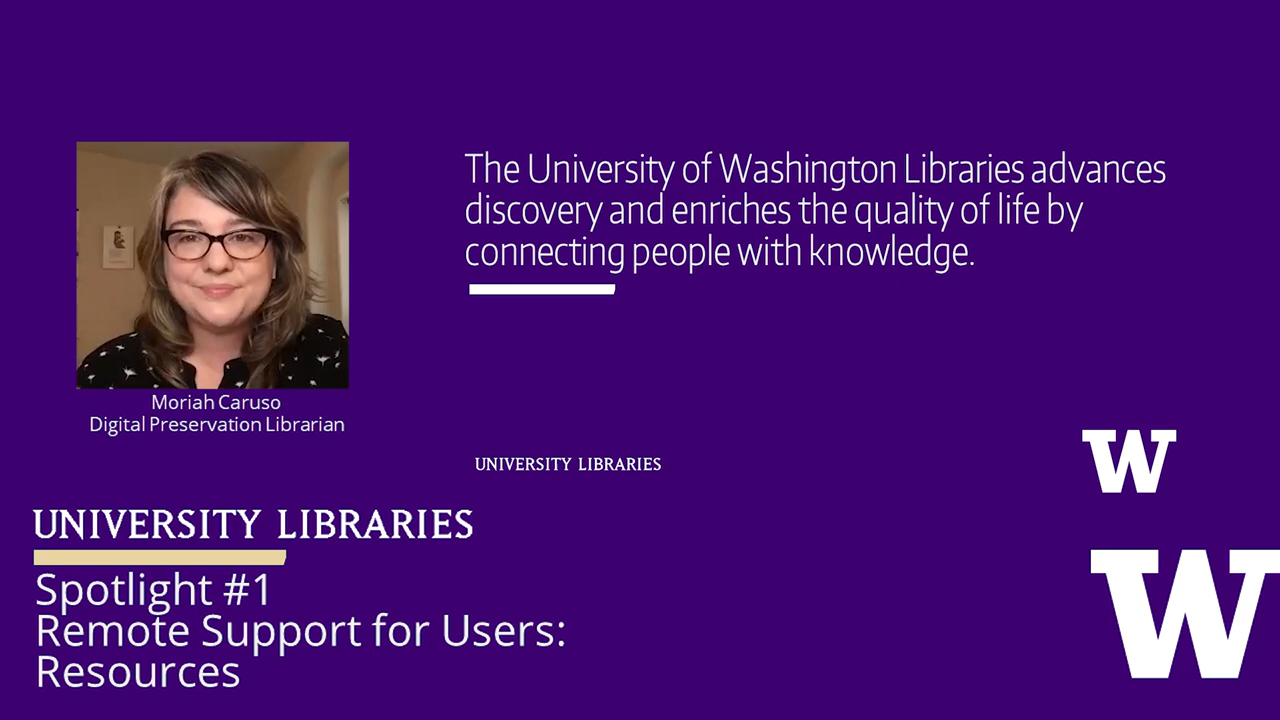 The University of Washington Libraries advances
discovery and enriches the quality of life by
connecting people with knowledge.
Moriah Caruso
Digital Preservation Librarian
UNIVERSITY LIBRARIES
W
UNIVERSITY LIBRARIES
W
Spotlight #1
Remote Support for Users:
Resources